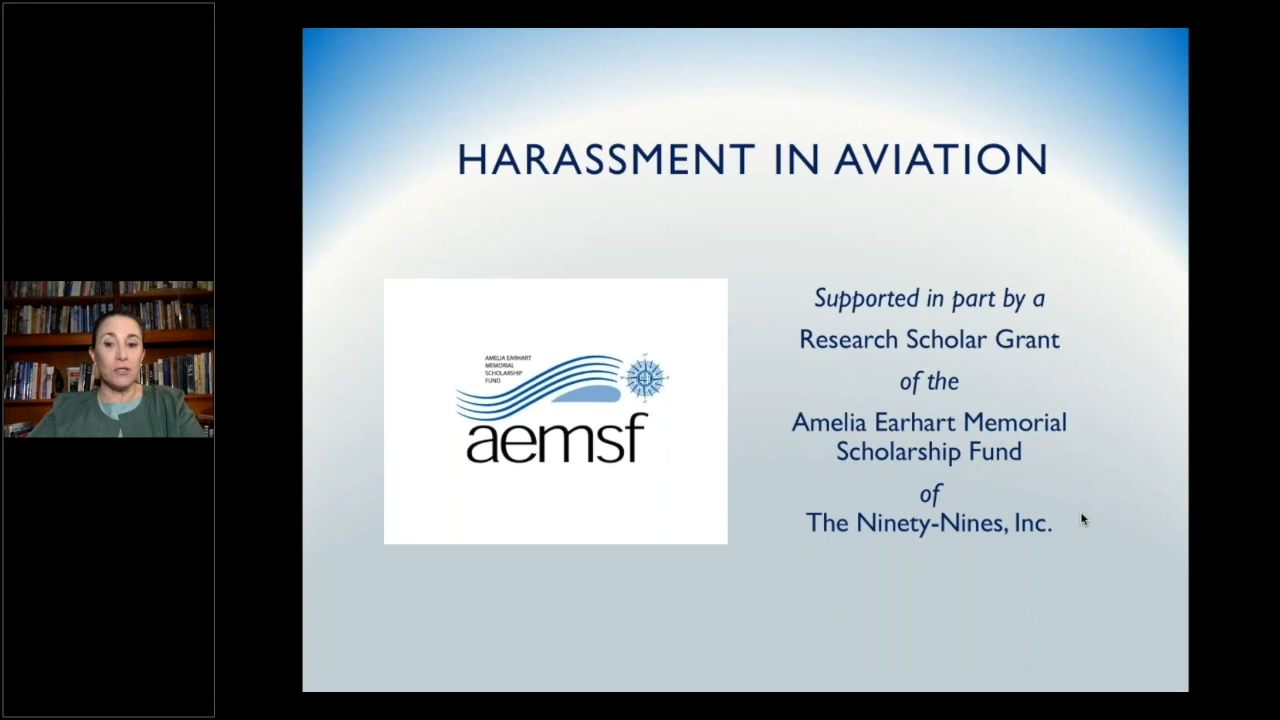 HARASSMENT IN AVIATION
AMELIA EARHART
MEMORIAL
SCHOLARSHIP
FUND
aemsf
Supported in part by a
Research Scholar Grant
of the
Amelia Earhart Memorial
Scholarship Fund
of
The Ninety-Nines, Inc.